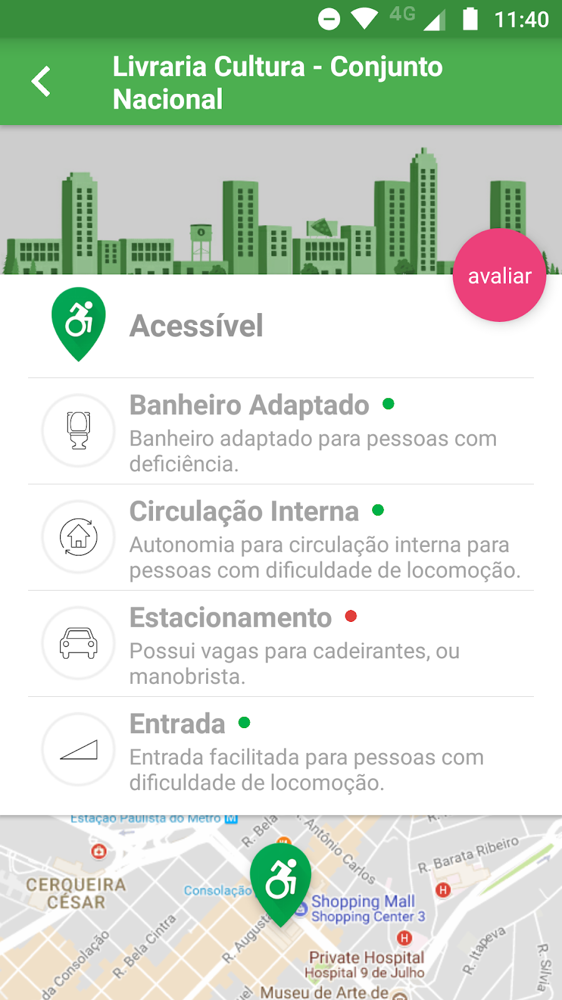 4G 11:40
Livraria Cultura - Conjunto
Nacional
avaliar
Acessível
Banheiro Adaptado
Banheiro adaptado para pessoas com
deficiência.
Circulação Interna
Autonomia para circulação interna para
pessoas com dificuldade de locomoção.
Estacionamento
Possui vagas para cadeirantes, ou
manobrista.
Entrada
Entrada facilitada para pessoas com
dificuldade de locomoção.
Estação Paulista do Metrô M
R. Bela
R. Antônio Carlos
R. Barata Ribeiro
CERQUEIRA
CÉSAR
Consolação
H
Shopping Mall
Shopping Center 3
R. Augusta
R. Bela Cintra
da Consolação
H
Private Hospital
Hospital 9 de Julho
R. Itapeva
R. Sílvia
Museu de Arte de